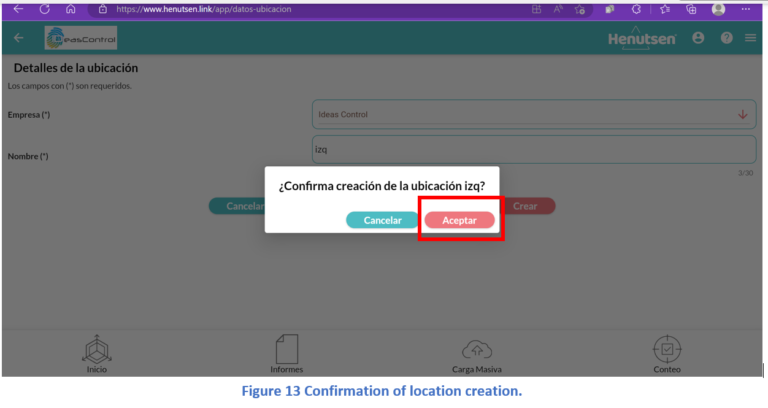 https://www.henutsen.link/app/datos-ubicacion
IdeasControl
Henutsen
Detalles de la ubicación
Los campos con (*) son requeridos.
Empresa (*)
Ideas Control
Nombre (*)
izq
3/30
¿Confirma creación de la ubicación izq?
Cancelar Aceptar
Cancelar Crear
Inicio Informes Carga Masiva Conteo
Figure 13 Confirmation of location creation.